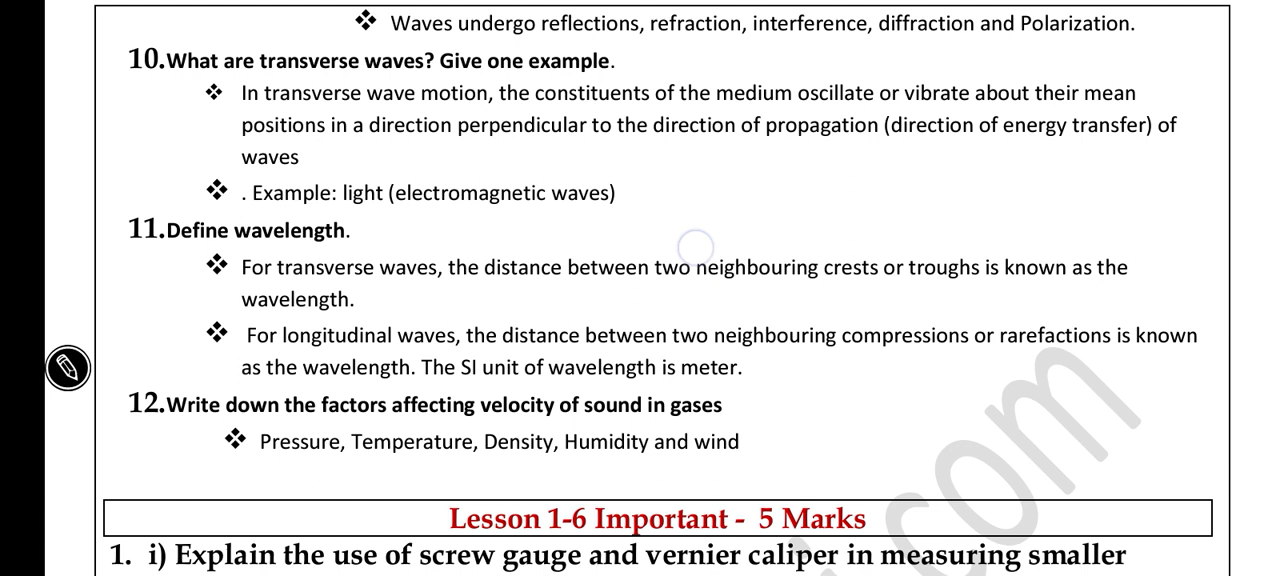 ❖ Waves undergo reflections, refraction, interference, diffraction and Polarization.
10.What are transverse waves? Give one example.
❖ In transverse wave motion, the constituents of the medium oscillate or vibrate about their mean
positions in a direction perpendicular to the direction of propagation (direction of energy transfer) of
waves
❖ . Example: light (electromagnetic waves)
11.Define wavelength.
❖ For transverse waves, the distance between two neighbouring crests or troughs is known as the
wavelength.
❖ For longitudinal waves, the distance between two neighbouring compressions or rarefactions is known
as the wavelength. The SI unit of wavelength is meter.
12.Write down the factors affecting velocity of sound in gases
❖ Pressure, Temperature, Density, Humidity and wind
Lesson 1-6 Important - 5 Marks
1. i) Explain the use of screw gauge and vernier caliper in measuring smaller
.com